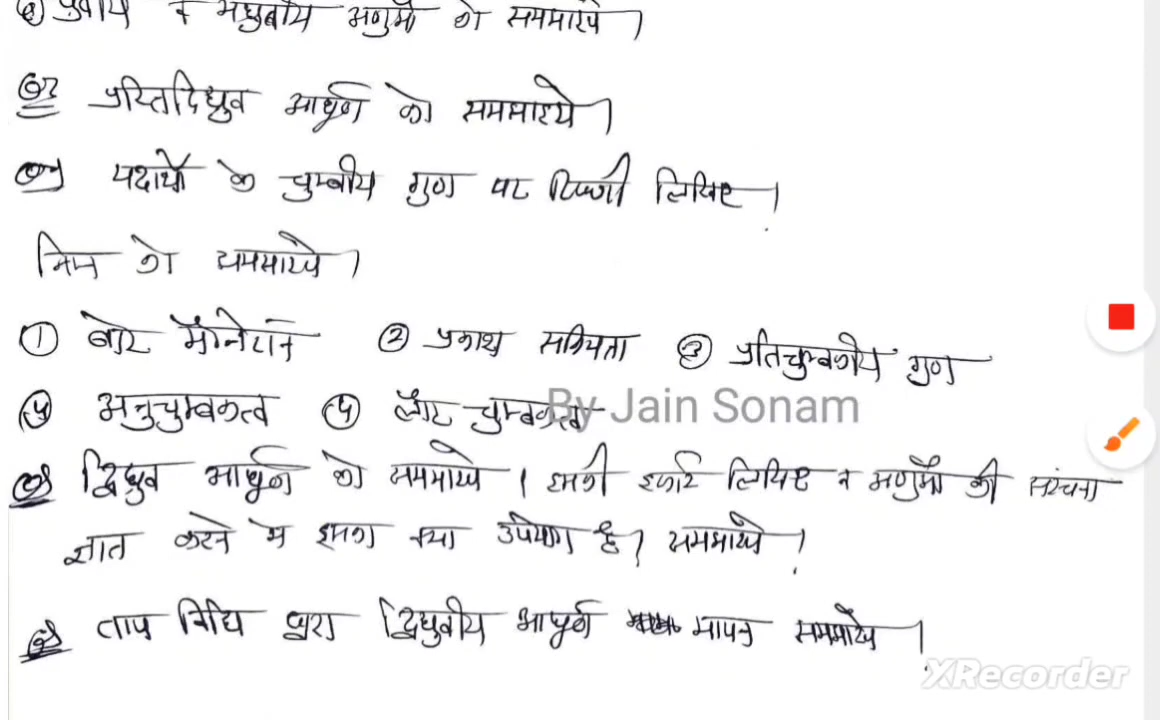 ध्रुवीय व अध्रुवीय अणुओं को समझाइये।
Q. प्रेरित द्विध्रुव आघूर्ण को समझाइये।
Q. पदार्थों के चुम्बकीय गुण पर टिप्पणी लिखिए।
निम्न को समझाइये।
① बोर मैग्नेटॉन ② प्रकाश सक्रियता ③ प्रतिचुम्बकीय गुण
④ अनुचुम्बकत्व ⑤ लौह चुम्बकत्व
By Jain Sonam
Q. द्विध्रुव आघूर्ण को समझाइये। इसकी इकाई लिखिए व अणुओं की संरचना
ज्ञात करने में इसका क्या उपयोग है? समझाइये।
Q. ताप विधि द्वारा द्विध्रुवीय आघूर्ण मापन समझाइये।
XRecorder